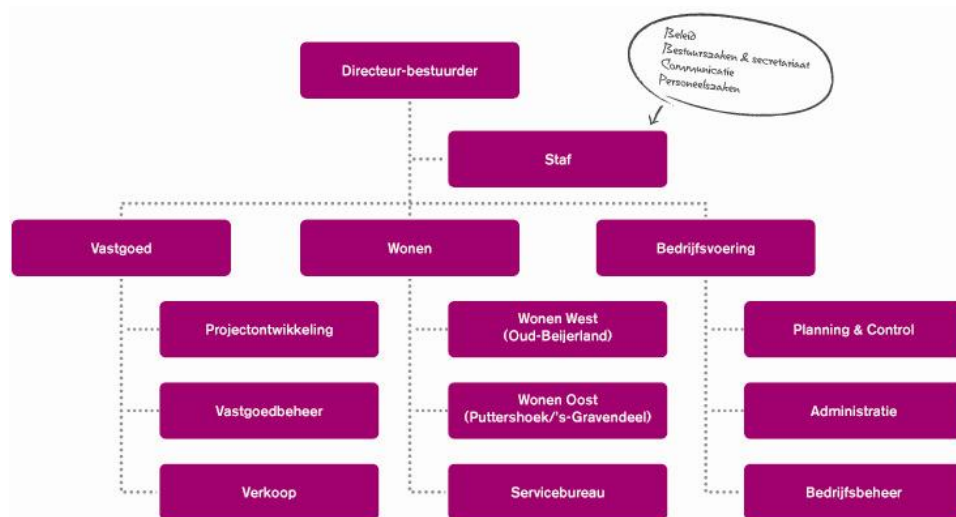 Directeur-bestuurder
Beleid
Bestuurszaken & secretariaat
Communicatie
Personeelszaken
Staf
Vastgoed
Wonen
Bedrijfsvoering
Projectontwikkeling
Wonen West
(Oud-Beijerland)
Planning & Control
Vastgoedbeheer
Wonen Oost
(Puttershoek/'s-Gravendeel)
Administratie
Verkoop
Servicebureau
Bedrijfsbeheer